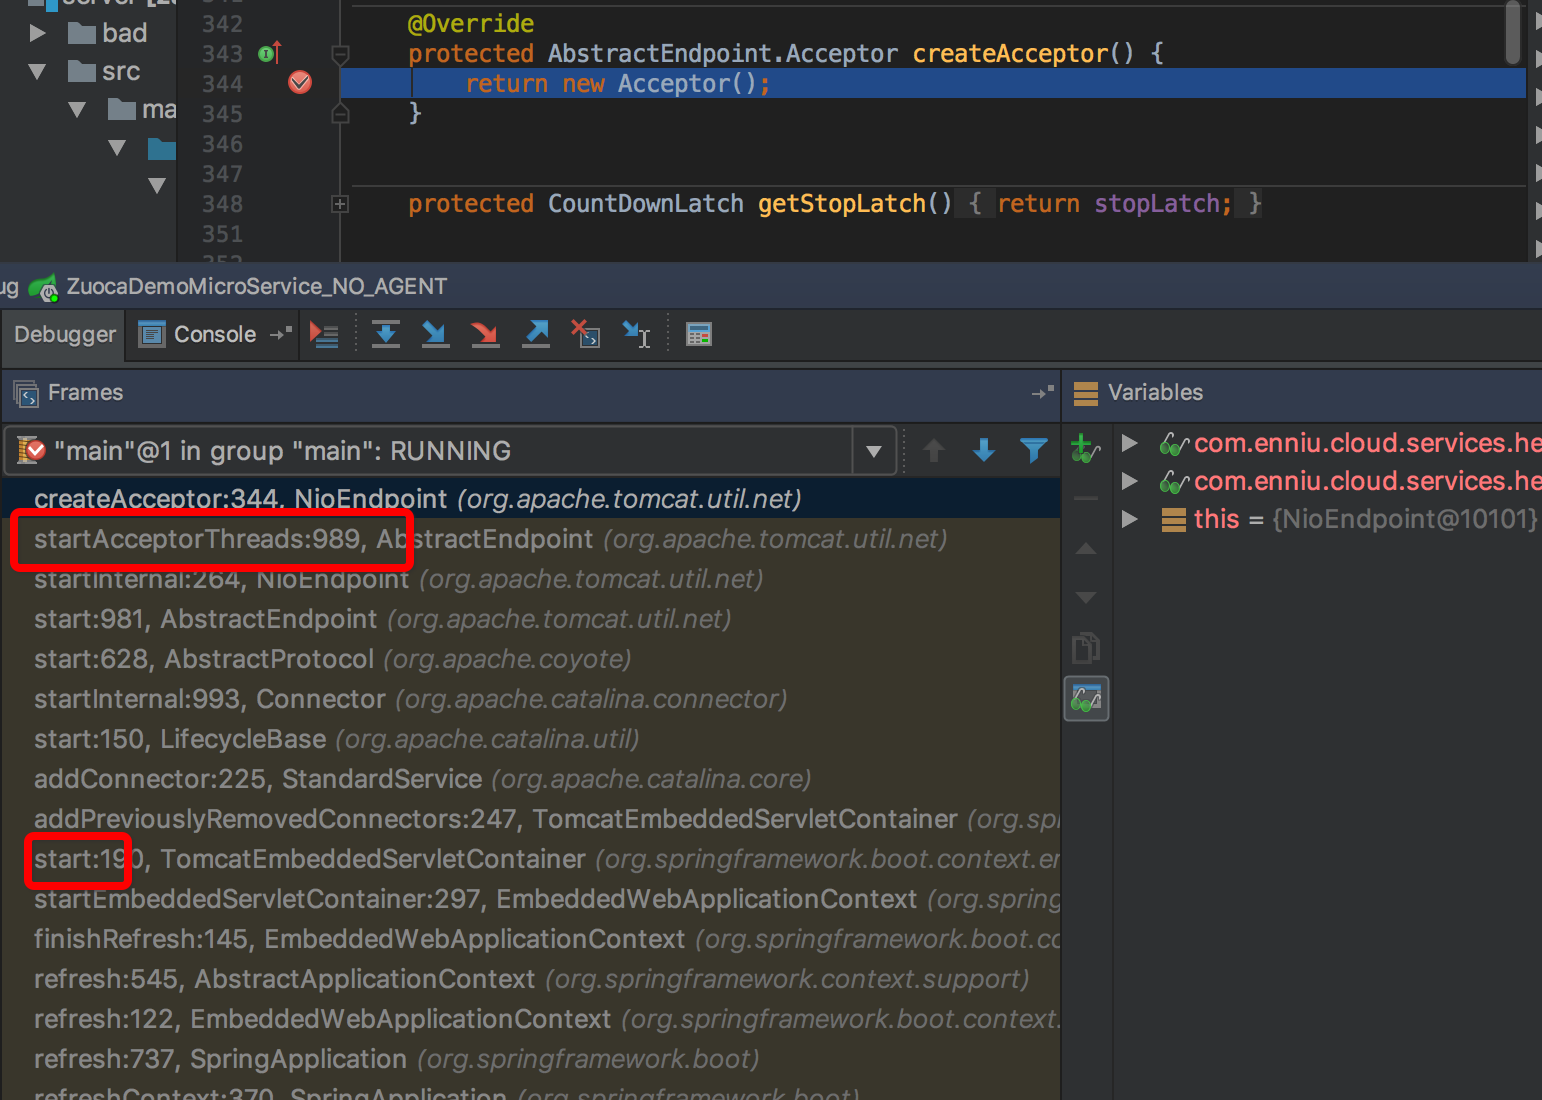 server [2
bad
src
ma
342
@Override
343 protected AbstractEndpoint.Acceptor createAcceptor() {
344 return new Acceptor();
345 }
346
347
348 protected CountDownLatch getStopLatch() { return stopLatch; }
351
352
ug ZuocaDemoMicroService_NO_AGENT
Debugger Console
Frames
Variables
"main"@1 in group "main": RUNNING
createAcceptor:344, NioEndpoint (org.apache.tomcat.util.net)
startAcceptorThreads:989, AbstractEndpoint (org.apache.tomcat.util.net)
startInternal:264, NioEndpoint (org.apache.tomcat.util.net)
start:981, AbstractEndpoint (org.apache.tomcat.util.net)
start:628, AbstractProtocol (org.apache.coyote)
startInternal:993, Connector (org.apache.catalina.connector)
start:150, LifecycleBase (org.apache.catalina.util)
addConnector:225, StandardService (org.apache.catalina.core)
addPreviouslyRemovedConnectors:247, TomcatEmbeddedServletContainer (org.sp
start:190, TomcatEmbeddedServletContainer (org.springframework.boot.context.e
startEmbeddedServletContainer:297, EmbeddedWebApplicationContext (org.spring
finishRefresh:145, EmbeddedWebApplicationContext (org.springframework.boot.co
refresh:545, AbstractApplicationContext (org.springframework.context.support)
refresh:122, EmbeddedWebApplicationContext (org.springframework.boot.context.
refresh:737, SpringApplication (org.springframework.boot)
refreshContext:370, SpringApplication (org.springframework.boot)
com.enniu.cloud.services.he
com.enniu.cloud.services.he
this = {NioEndpoint@10101}